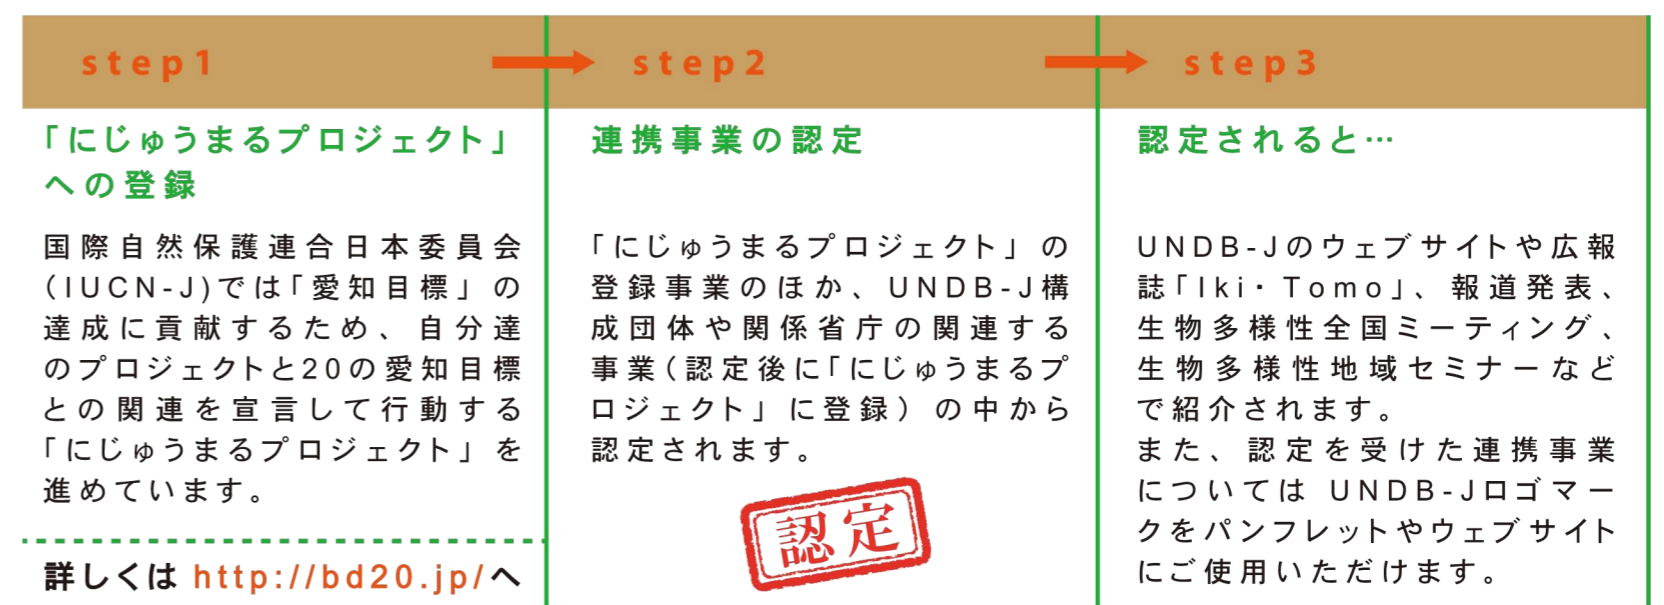 step1
「にじゅうまるプロジェクト」
への登録
国際自然保護連合日本委員会
(IUCN-J)では「愛知目標」の
達成に貢献するため、自分達
のプロジェクトと20の愛知目標
との関連を宣言して行動する
「にじゅうまるプロジェクト」を
進めています。
詳しくは http://bd20.jp/へ
step2
連携事業の認定
「にじゅうまるプロジェクト」の
登録事業のほか、UNDB-J構
成団体や関係省庁の関連する
事業(認定後に「にじゅうまるプ
ロジェクト」に登録)の中から
認定されます。
認定
step3
認定されると…
UNDB-Jのウェブサイトや広報
誌「Iki・Tomo」、報道発表、
生物多様性全国ミーティング、
生物多様性地域セミナーなど
で紹介されます。
また、認定を受けた連携事業
については UNDB-Jロゴマー
クをパンフレットやウェブサイト
にご使用いただけます。